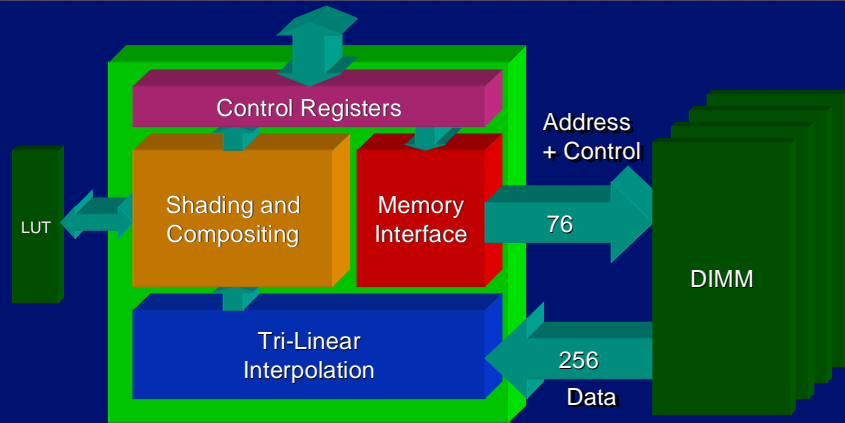 Control Registers
Address
+ Control
Shading and
Compositing
Memory
Interface
LUT
76
DIMM
Tri-Linear
Interpolation
256
Data